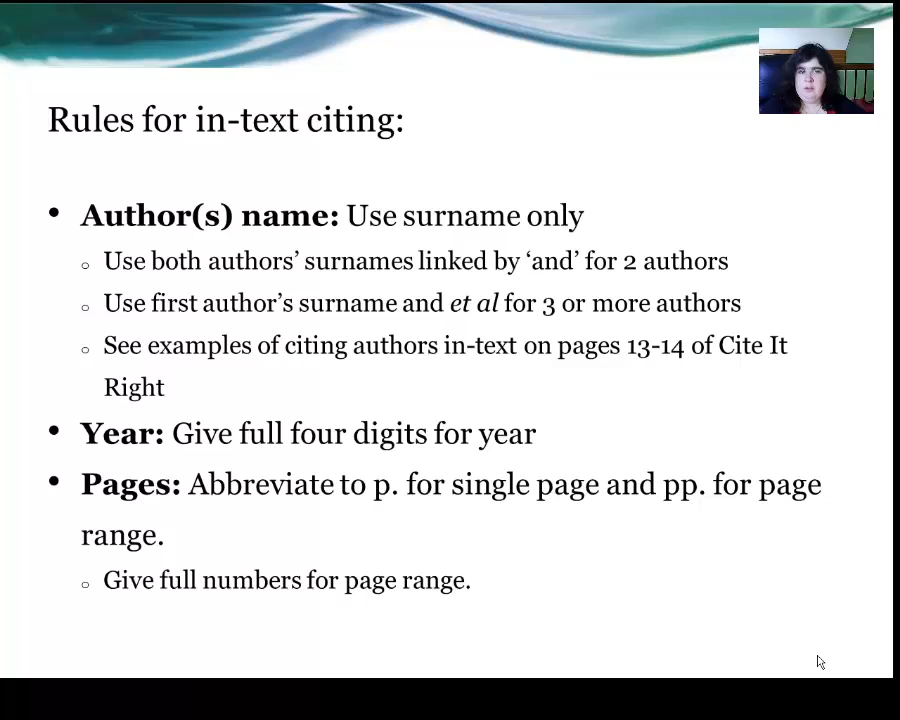 Rules for in-text citing:
• Author(s) name: Use surname only
o Use both authors’ surnames linked by ‘and’ for 2 authors
o Use first author’s surname and et al for 3 or more authors
o See examples of citing authors in-text on pages 13-14 of Cite It
Right
• Year: Give full four digits for year
• Pages: Abbreviate to p. for single page and pp. for page
range.
o Give full numbers for page range.